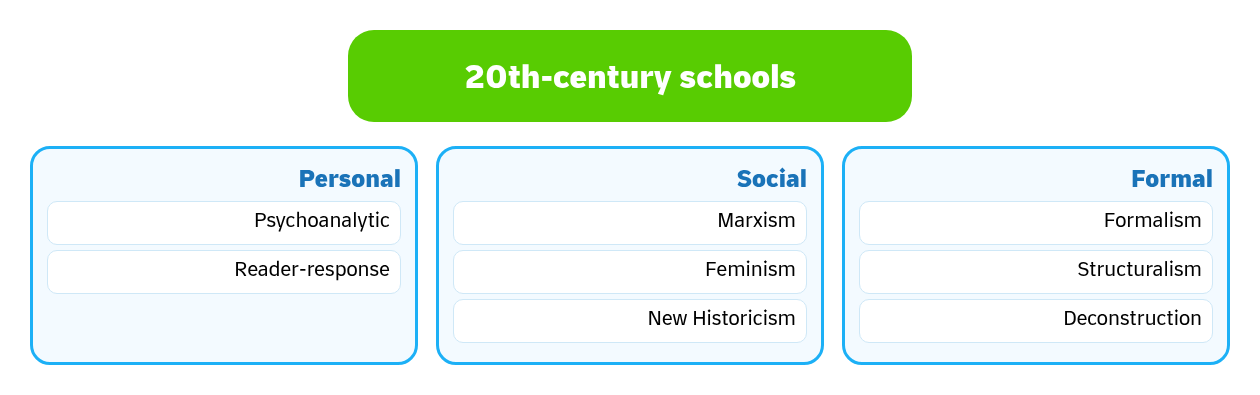 20th-century schools
Personal
Psychoanalytic
Reader-response
Social
Marxism
Feminism
New Historicism
Formal
Formalism
Structuralism
Deconstruction